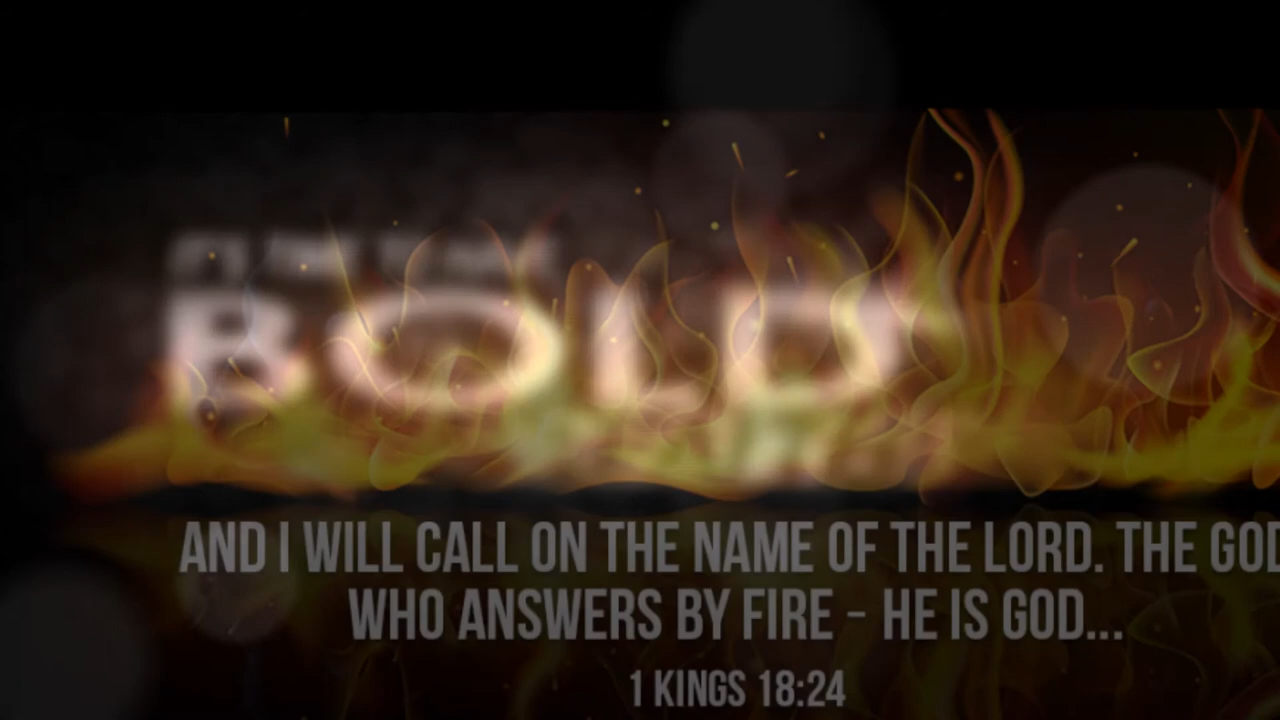 BOLD
AND I WILL CALL ON THE NAME OF THE LORD. THE GOD
WHO ANSWERS BY FIRE - HE IS GOD...
1 KINGS 18:24